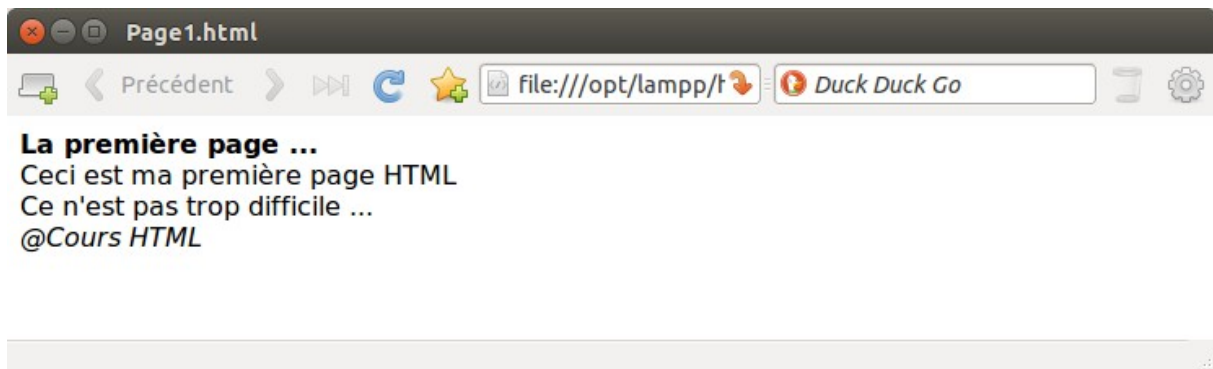 Page1.html
Précédent file:///opt/lampp/h Duck Duck Go
La première page ...
Ceci est ma première page HTML
Ce n'est pas trop difficile ...
@Cours HTML